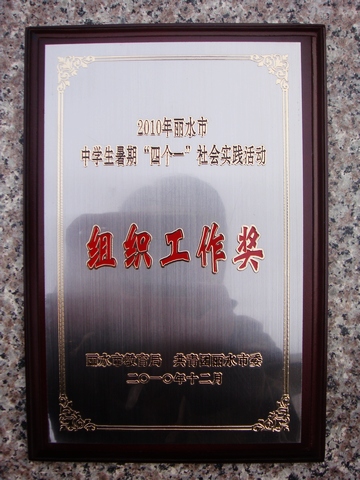 2010年丽水市
中学生暑期“四个一”社会实践活动
组织工作奖
丽水市教育局 共青团丽水市委
二〇一〇年十二月